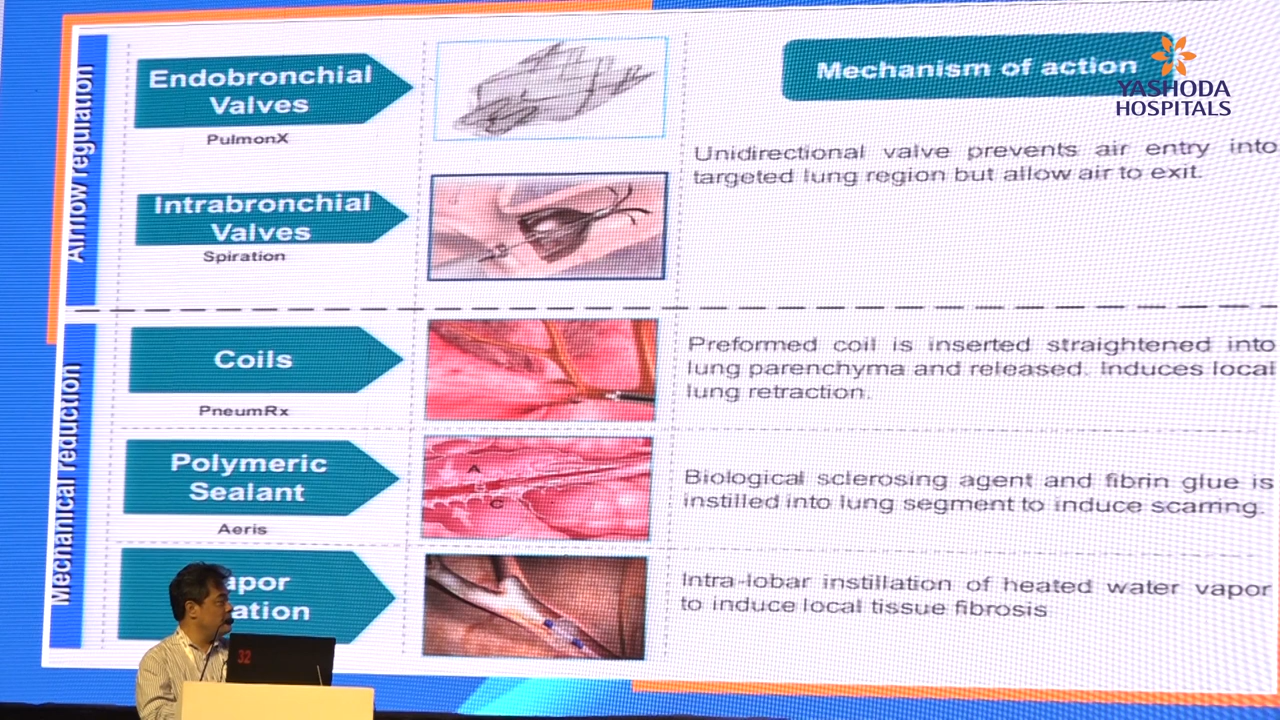 Airflow regulation
Endobronchial
Valves
PulmonX
Intrabronchial
Valves
Spiration
Mechanism of action
YASHODA
HOSPITALS
Unidirectional valve prevents air entry into
targeted lung region but allow air to exit.
Mechanical reduction
Coils
PneumRx
Preformed coil is inserted straightened into
lung parenchyma and released. Induces local
lung retraction.
Polymeric
Sealant
Aeris
A
C
Biological sclerosing agent and fibrin glue is
instilled into lung segment to induce scarring.
Intra-lobar instillation of heated water vapor
to induce local tissue fibrosis
32